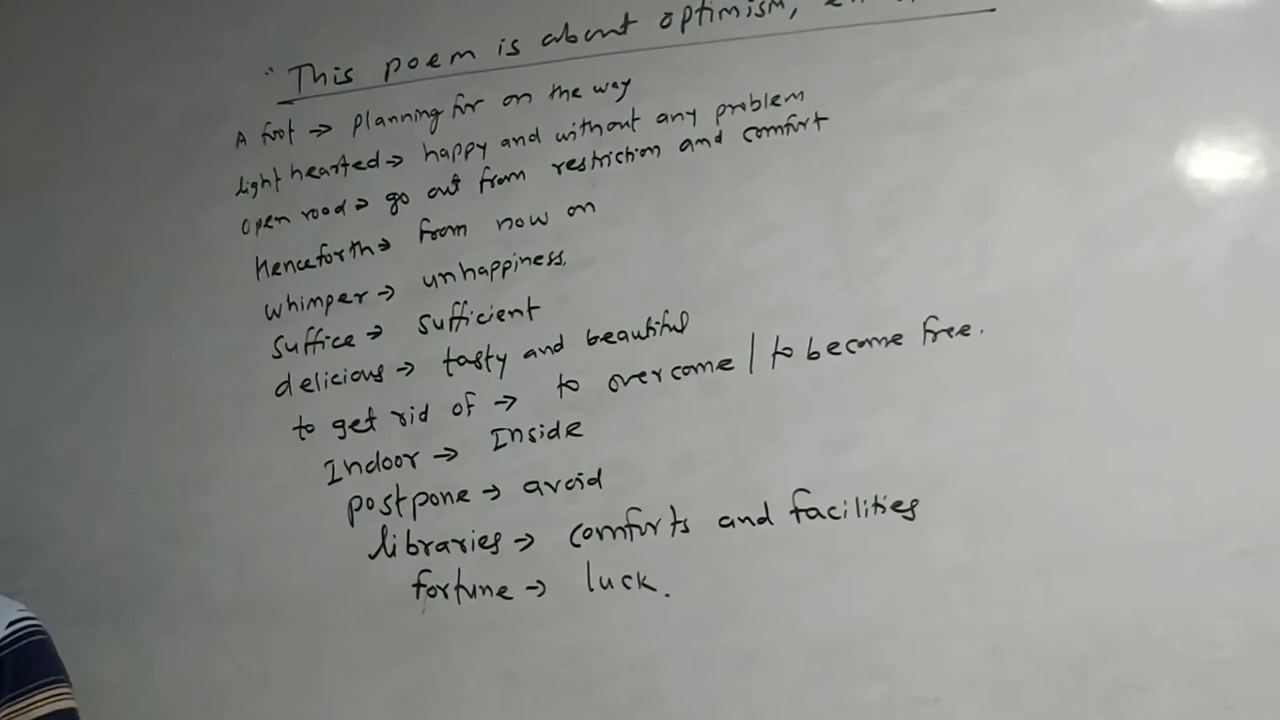 "This poem is about optimism,
A foot → planning for on the way
light hearted → happy and without any problem
open road → go out from restriction and comfort
Henceforth → from now on
whimper → unhappiness.
suffice → sufficient
delicious → tasty and beautiful
to get rid of → to overcome / to become free.
Indoor → Inside
postpone → avoid
libraries → comforts and facilities
fortune → luck.